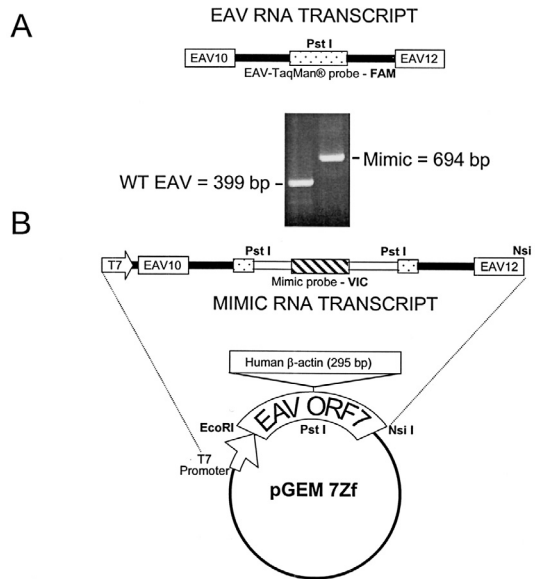 A
EAV RNA TRANSCRIPT
Pst I
EAV10
EAV12
EAV-TaqMan® probe - FAM
Mimic = 694 bp
WT EAV = 399 bp
B
Pst I
Pst I
Nsi
T7
EAV10
EAV12
Mimic probe - VIC
MIMIC RNA TRANSCRIPT
Human β-actin (295 bp)
EcoRI
EAV ORF7
Pst I
Nsi I
T7
Promoter
pGEM 7Zf